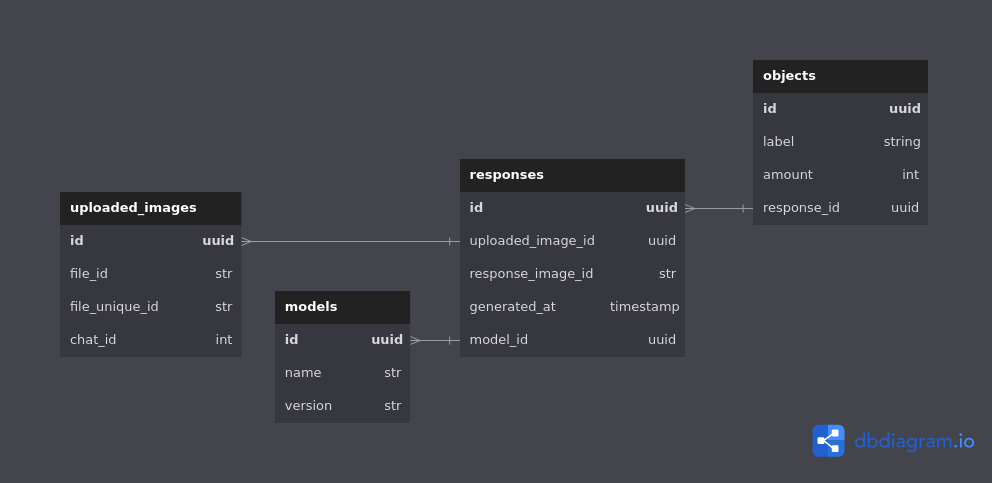 objects
id uuid
label string
amount int
response_id uuid
responses
id uuid
uploaded_image_id uuid
response_image_id str
generated_at timestamp
model_id uuid
uploaded_images
id uuid
file_id str
file_unique_id str
chat_id int
models
id uuid
name str
version str
dbdiagram.io